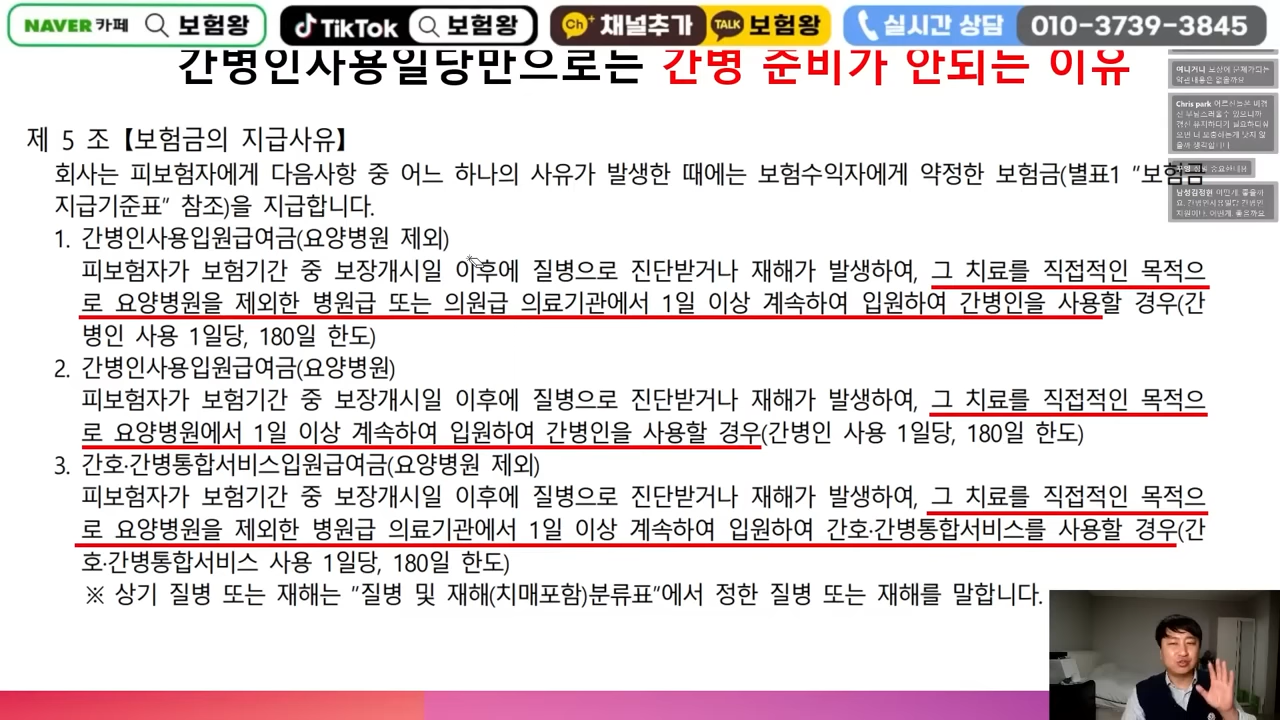 NAVER 카페 보험왕
TikTok 보험왕
Ch+ 채널추가 TALK 보험왕
실시간 상담 010-3739-3845
간병인사용일당만으로는 간병 준비가 안되는 이유
제 5 조 【보험금의 지급사유】
회사는 피보험자에게 다음사항 중 어느 하나의 사유가 발생한 때에는 보험수익자에게 약정한 보험금(별표1 "보험금
지급기준표" 참조)을 지급합니다.
1. 간병인사용입원급여금(요양병원 제외)
피보험자가 보험기간 중 보장개시일 이후에 질병으로 진단받거나 재해가 발생하여, 그 치료를 직접적인 목적으
로 요양병원을 제외한 병원급 또는 의원급 의료기관에서 1일 이상 계속하여 입원하여 간병인을 사용할 경우(간
병인 사용 1일당, 180일 한도)
2. 간병인사용입원급여금(요양병원)
피보험자가 보험기간 중 보장개시일 이후에 질병으로 진단받거나 재해가 발생하여, 그 치료를 직접적인 목적으
로 요양병원에서 1일 이상 계속하여 입원하여 간병인을 사용할 경우(간병인 사용 1일당, 180일 한도)
3. 간호·간병통합서비스입원급여금(요양병원 제외)
피보험자가 보험기간 중 보장개시일 이후에 질병으로 진단받거나 재해가 발생하여, 그 치료를 직접적인 목적으
로 요양병원을 제외한 병원급 의료기관에서 1일 이상 계속하여 입원하여 간호·간병통합서비스를 사용할 경우(간
호·간병통합서비스 사용 1일당, 180일 한도)
※ 상기 질병 또는 재해는 "질병 및 재해(치매포함)분류표"에서 정한 질병 또는 재해를 말합니다.
Chris park